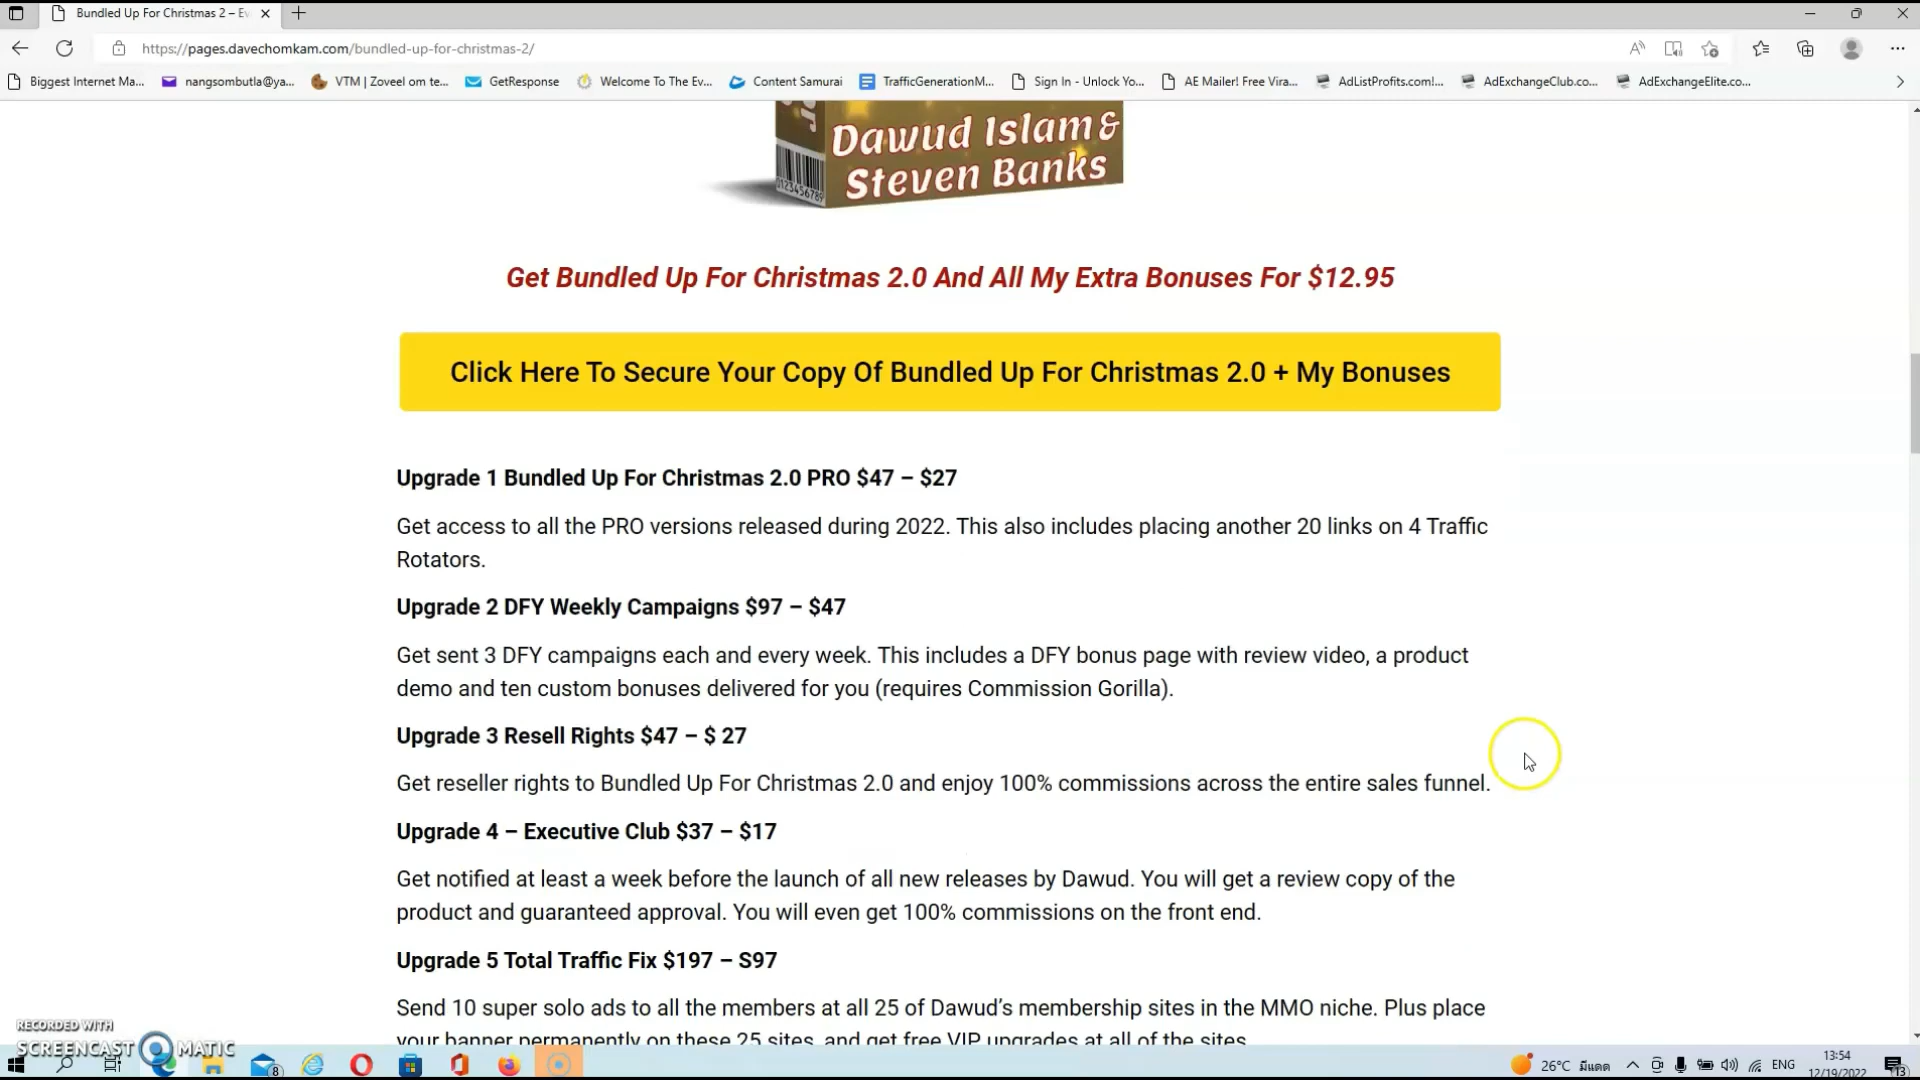 Bundled Up For Christmas 2 – Ev
https://pages.davechomkam.com/bundled-up-for-christmas-2/
Biggest Internet Ma...
nangsombutla@ya...
VTM | Zoveel om te...
GetResponse
Welcome To The Ev...
Content Samurai
TrafficGenerationM...
Sign In - Unlock Yo...
AE Mailer! Free Vira...
AdListProfits.com!...
AdExchangeClub.co...
AdExchangeElite.co...
Dawud Islam &
Steven Banks
0123456789
Get Bundled Up For Christmas 2.0 And All My Extra Bonuses For $12.95
Click Here To Secure Your Copy Of Bundled Up For Christmas 2.0 + My Bonuses
Upgrade 1 Bundled Up For Christmas 2.0 PRO $47 – $27
Get access to all the PRO versions released during 2022. This also includes placing another 20 links on 4 Traffic
Rotators.
Upgrade 2 DFY Weekly Campaigns $97 – $47
Get sent 3 DFY campaigns each and every week. This includes a DFY bonus page with review video, a product
demo and ten custom bonuses delivered for you (requires Commission Gorilla).
Upgrade 3 Resell Rights $47 – $ 27
Get reseller rights to Bundled Up For Christmas 2.0 and enjoy 100% commissions across the entire sales funnel.
Upgrade 4 – Executive Club $37 – $17
Get notified at least a week before the launch of all new releases by Dawud. You will get a review copy of the
product and guaranteed approval. You will even get 100% commissions on the front end.
Upgrade 5 Total Traffic Fix $197 – S97
Send 10 super solo ads to all the members at all 25 of Dawud's membership sites in the MMO niche. Plus place
your banner permanently on these 25 sites, and get free VIP upgrades at all of the sites.
RECORDED WITH
SCREENCAST MATIC
8
26°C มีแดด
ENG
13:54
12/19/2022
13